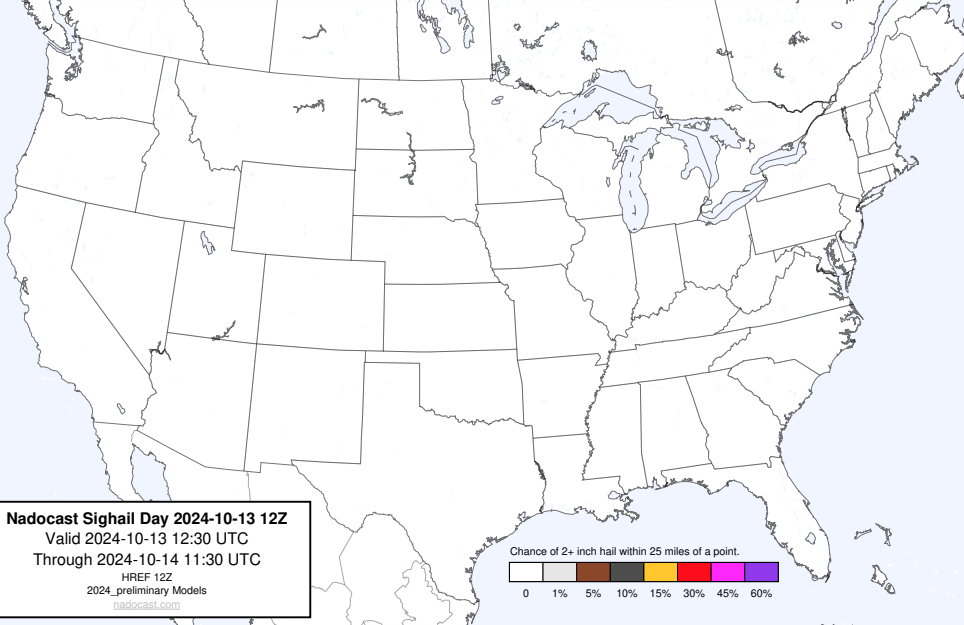 Nadocast Sighail Day 2024-10-13 12Z
Valid 2024-10-13 12:30 UTC
Through 2024-10-14 11:30 UTC
HREF 12Z
2024_preliminary Models
nadocast.com
Chance of 2+ inch hail within 25 miles of a point.
0 1% 5% 10% 15% 30% 45% 60%